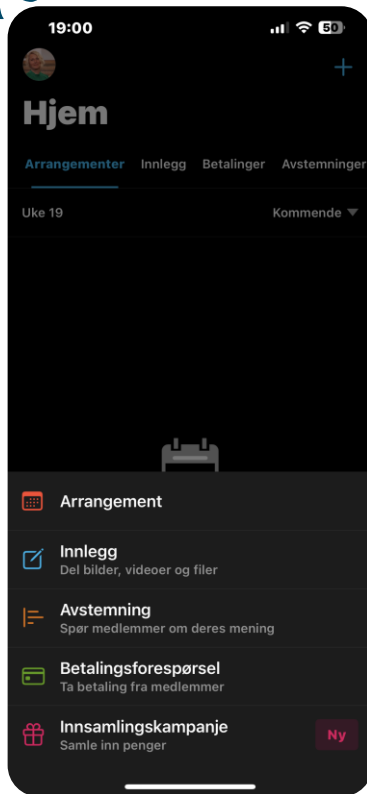 19:00
50
Hjem
Arrangementer Innlegg Betalinger Avstemninger
Uke 19 Kommende
Arrangement
Innlegg
Del bilder, videoer og filer
Avstemning
Spør medlemmer om deres mening
Betalingsforespørsel
Ta betaling fra medlemmer
Innsamlingskampanje
Samle inn penger
Ny